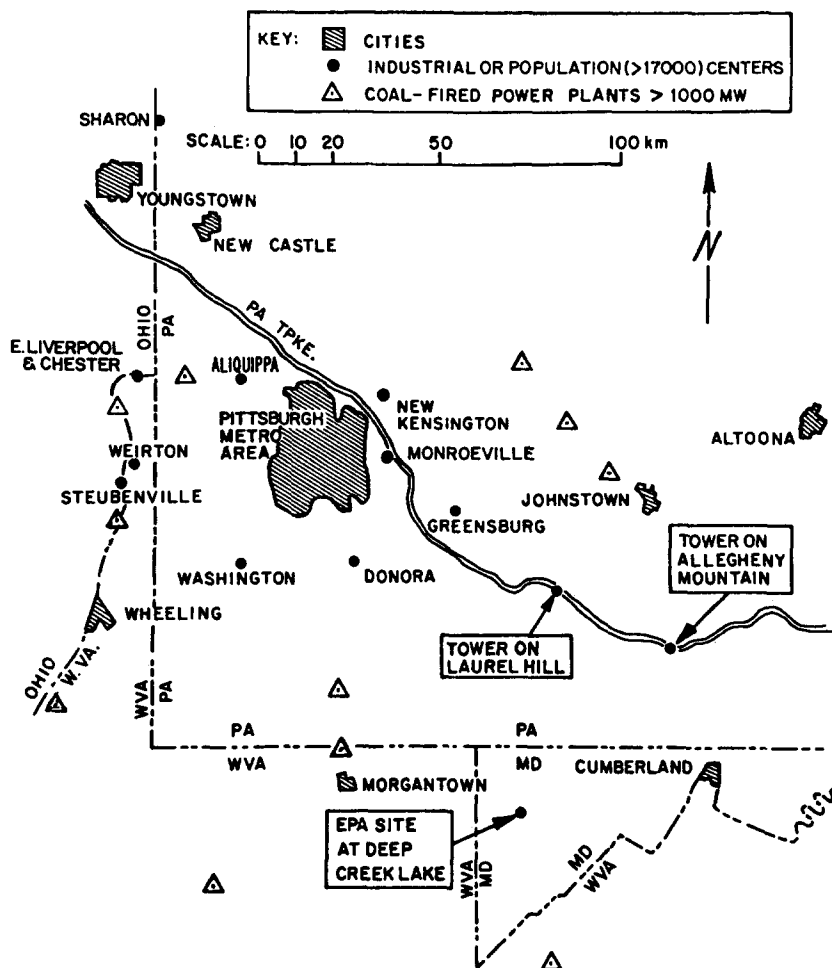 KEY: CITIES
INDUSTRIAL OR POPULATION (>17000) CENTERS
COAL-FIRED POWER PLANTS > 1000 MW
SHARON
SCALE: 0 10 20 50 100 km
YOUNGSTOWN
NEW CASTLE
N
PA TPKE.
OHIO
PA
E. LIVERPOOL
& CHESTER
ALIQUIPPA
PITTSBURGH
METRO
AREA
NEW
KENSINGTON
ALTOONA
WEIRTON
MONROEVILLE
STEUBENVILLE
JOHNSTOWN
GREENSBURG
TOWER ON
ALLEGHENY
MOUNTAIN
WASHINGTON
DONORA
WHEELING
TOWER ON
LAUREL HILL
OHIO
W. VA.
WVA
PA
PA
WVA
PA
MD
CUMBERLAND
MORGANTOWN
EPA SITE
AT DEEP
CREEK LAKE
WVA
MD
MD
WVA